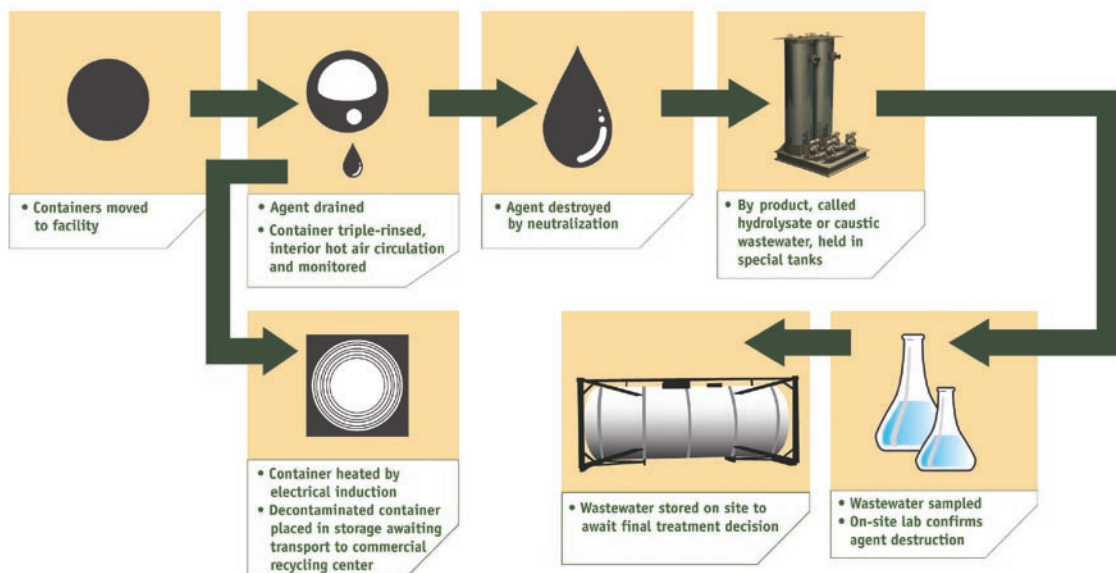 • Containers moved
to facility
• Agent drained
• Container triple-rinsed,
interior hot air circulation
and monitored
• Agent destroyed
by neutralization
• By product, called
hydrolysate or caustic
wastewater, held in
special tanks
• Container heated by
electrical induction
• Decontaminated container
placed in storage awaiting
transport to commercial
recycling center
• Wastewater stored on site to
await final treatment decision
• Wastewater sampled
• On-site lab confirms
agent destruction